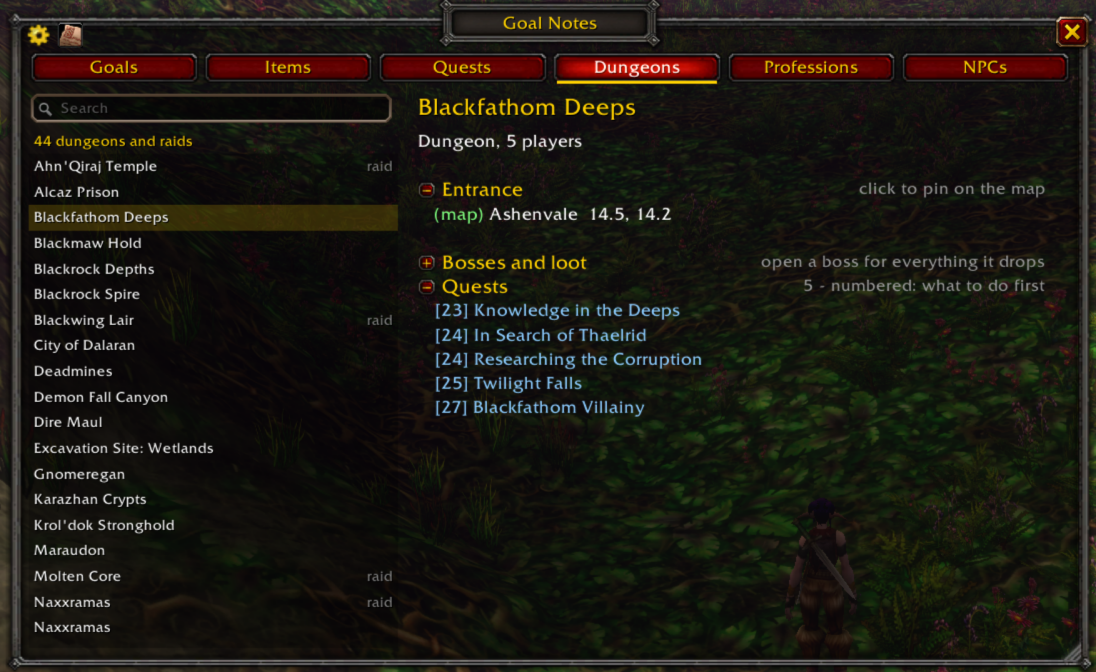 Goal Notes
Goals Items Quests Dungeons Professions NPCs
Search
44 dungeons and raids
Ahn'Qiraj Temple raid
Alcaz Prison
Blackfathom Deeps
Blackmaw Hold
Blackrock Depths
Blackrock Spire
Blackwing Lair raid
City of Dalaran
Deadmines
Demon Fall Canyon
Dire Maul
Excavation Site: Wetlands
Gnomeregan
Karazhan Crypts
Krol'dok Stronghold
Maraudon
Molten Core raid
Naxxramas raid
Naxxramas
Blackfathom Deeps
Dungeon, 5 players
Entrance click to pin on the map
(map) Ashenvale 14.5, 14.2
Bosses and loot open a boss for everything it drops
Quests 5 - numbered: what to do first
[23] Knowledge in the Deeps
[24] In Search of Thaelrid
[24] Researching the Corruption
[25] Twilight Falls
[27] Blackfathom Villainy